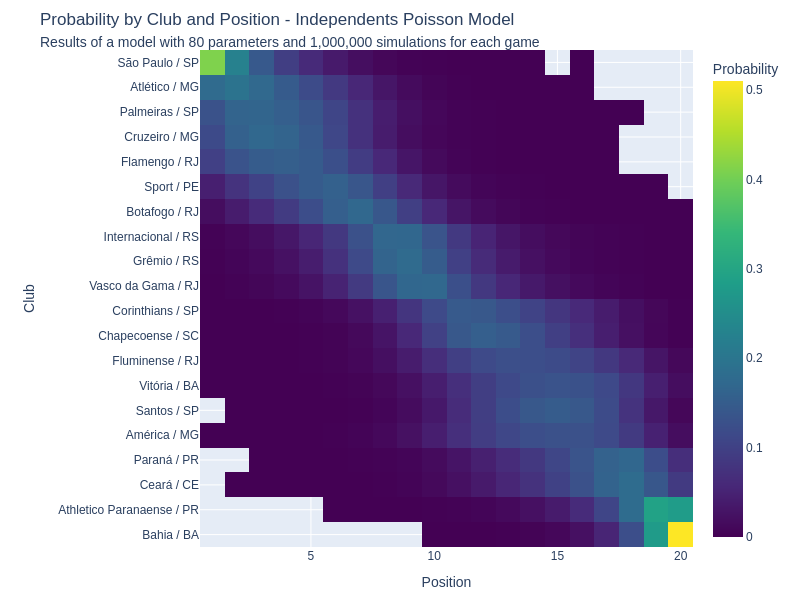 Probability by Club and Position - Independents Poisson Model
Results of a model with 80 parameters and 1,000,000 simulations for each game
Probability
Club
São Paulo / SP
Atlético / MG
Palmeiras / SP
Cruzeiro / MG
Flamengo / RJ
Sport / PE
Botafogo / RJ
Internacional / RS
Grêmio / RS
Vasco da Gama / RJ
Corinthians / SP
Chapecoense / SC
Fluminense / RJ
Vitória / BA
Santos / SP
América / MG
Paraná / PR
Ceará / CE
Athletico Paranaense / PR
Bahia / BA
5
10
15
20
Position
0.5
0.4
0.3
0.2
0.1
0